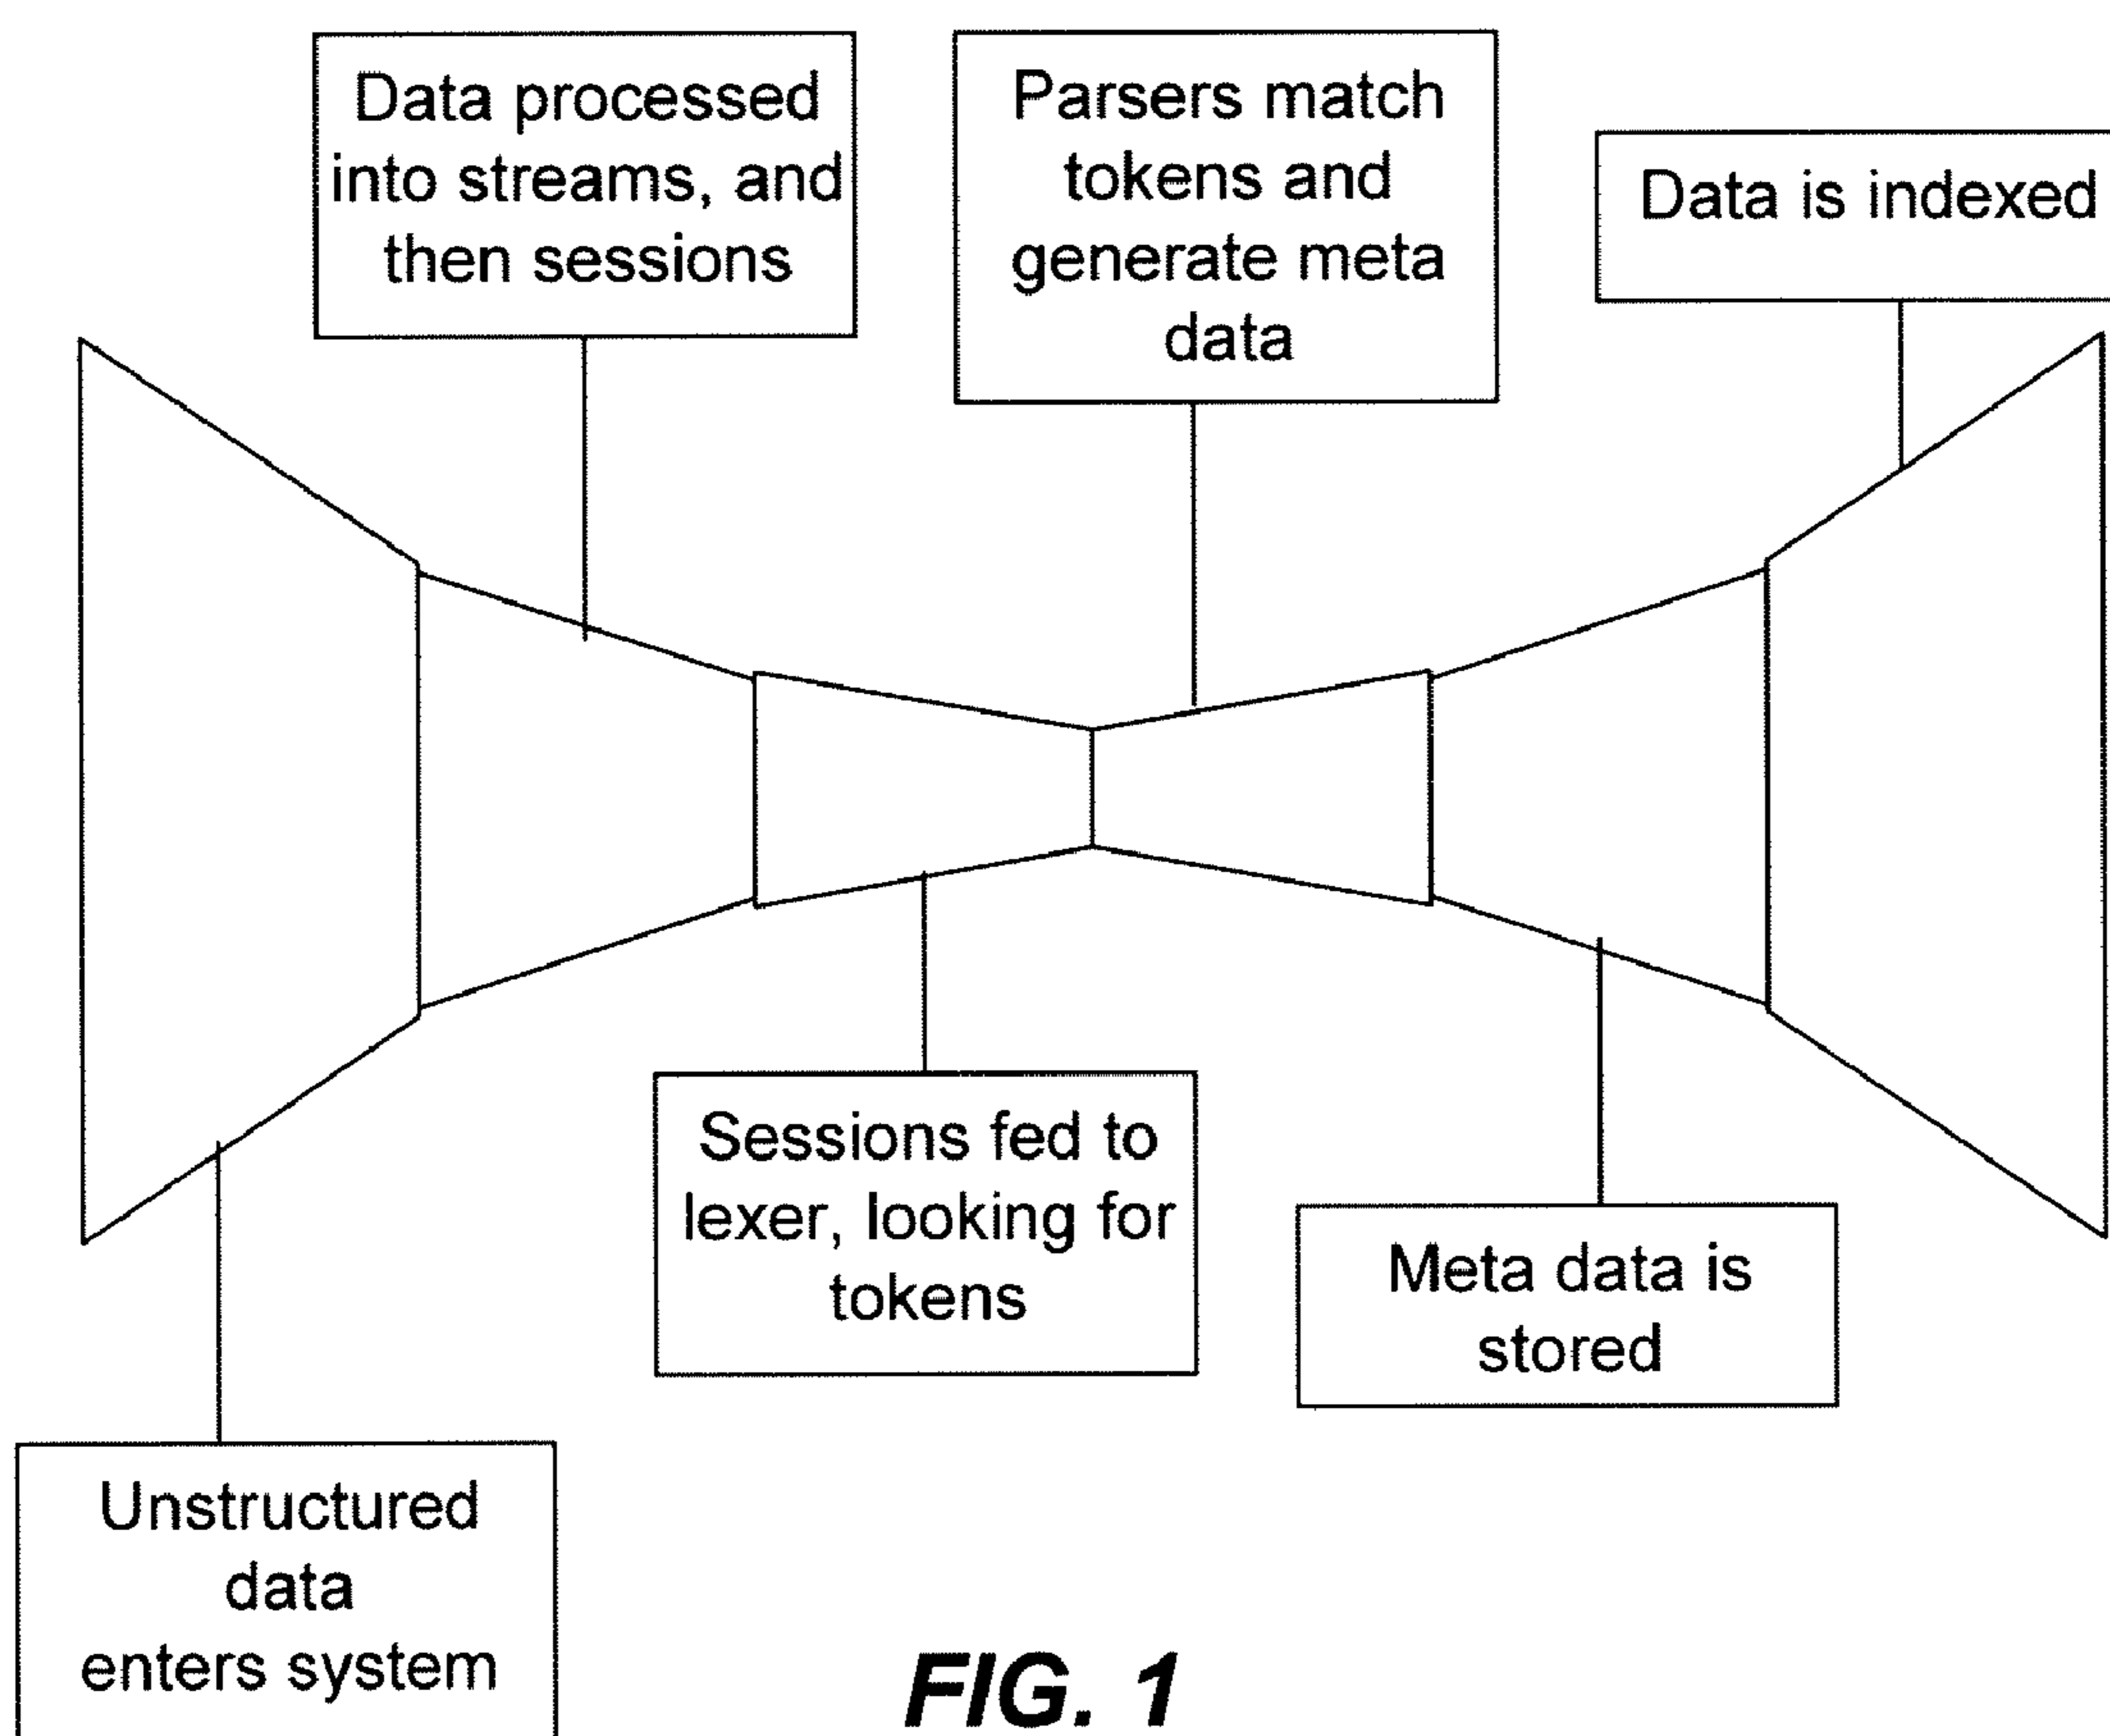 Data processed
into streams, and
then sessions
Parsers match
tokens and
generate meta
data
Data is indexed
Sessions fed to
lexer, looking for
tokens
Meta data is
stored
Unstructured
data
enters system
FIG. 1